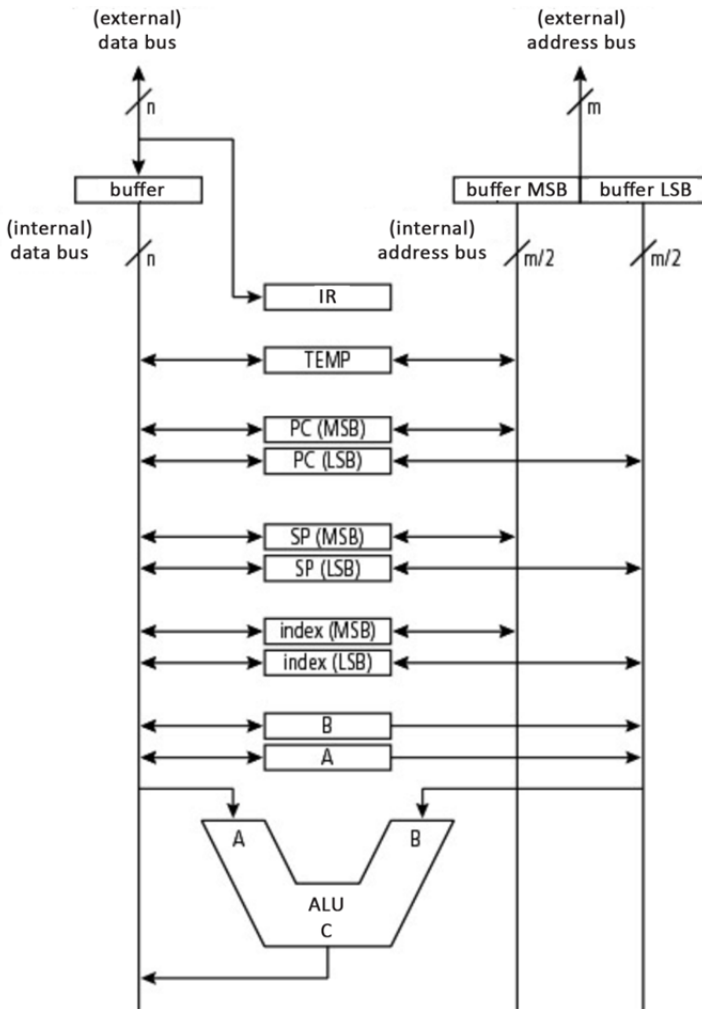 (external)
data bus
(external)
address bus
n
m
buffer
buffer MSB
buffer LSB
(internal)
data bus
(internal)
address bus
n
m/2
m/2
IR
TEMP
PC (MSB)
PC (LSB)
SP (MSB)
SP (LSB)
index (MSB)
index (LSB)
B
A
A
B
ALU
C